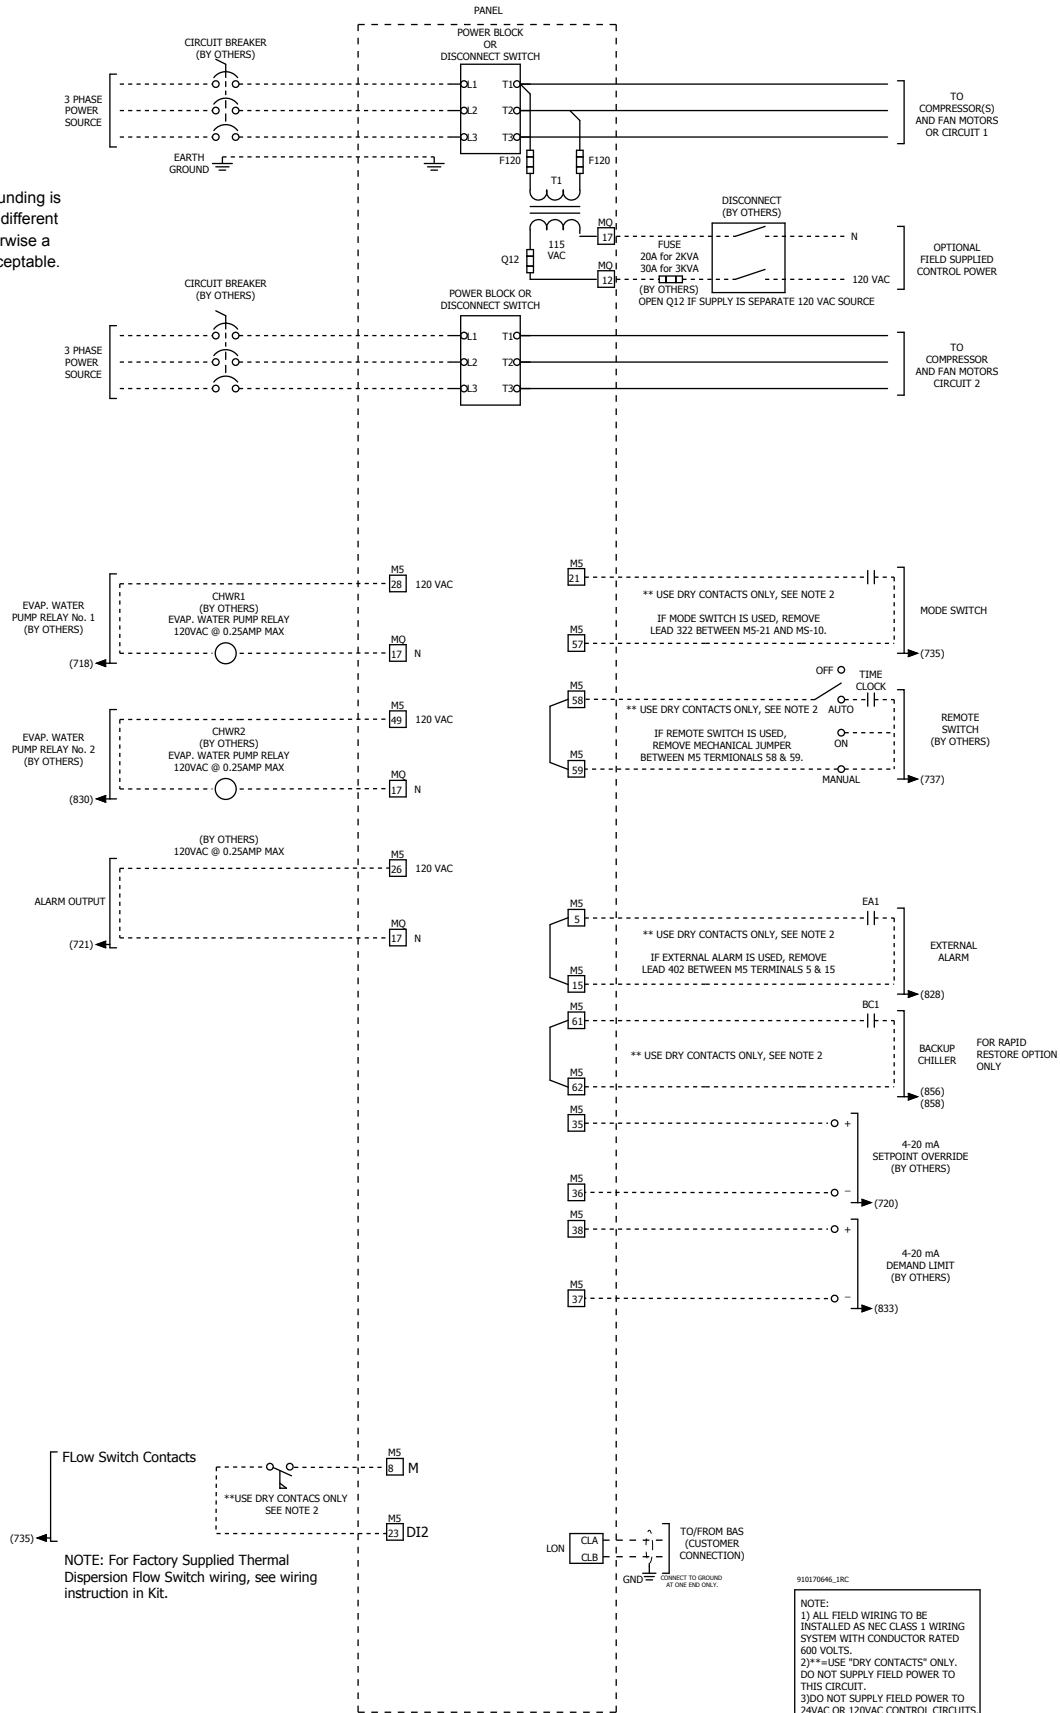 PANEL
POWER BLOCK
OR
DISCONNECT SWITCH
CIRCUIT BREAKER
(BY OTHERS)
3 PHASE
POWER
SOURCE
L1 T1
L2 T2
L3 T3
TO
COMPRESSOR(S)
AND FAN MOTORS
OR CIRCUIT 1
EARTH
GROUND
F120 F120
T1
unding is
different
rwise a
ceptable.
115
VAC
Q12
MQ
17
MQ
12
FUSE
20A for 2KVA
30A for 3KVA
(BY OTHERS)
OPEN Q12 IF SUPPLY IS SEPARATE 120 VAC SOURCE
DISCONNECT
(BY OTHERS)
N
120 VAC
OPTIONAL
FIELD SUPPLIED
CONTROL POWER
CIRCUIT BREAKER
(BY OTHERS)
POWER BLOCK OR
DISCONNECT SWITCH
3 PHASE
POWER
SOURCE
L1 T1
L2 T2
L3 T3
TO
COMPRESSOR
AND FAN MOTORS
CIRCUIT 2
EVAP. WATER
PUMP RELAY No. 1
(BY OTHERS)
(718)
CHWR1
(BY OTHERS)
EVAP. WATER PUMP RELAY
120VAC @ 0.25AMP MAX
M5
28 120 VAC
MQ
17 N
M5
21
** USE DRY CONTACTS ONLY, SEE NOTE 2
IF MODE SWITCH IS USED, REMOVE
LEAD 322 BETWEEN M5-21 AND MS-10.
M5
57
MODE SWITCH
(735)
EVAP. WATER
PUMP RELAY No. 2
(BY OTHERS)
(830)
CHWR2
(BY OTHERS)
EVAP. WATER PUMP RELAY
120VAC @ 0.25AMP MAX
M5
49 120 VAC
MQ
17 N
M5
58
** USE DRY CONTACTS ONLY, SEE NOTE 2
IF REMOTE SWITCH IS USED,
REMOVE MECHANICAL JUMPER
BETWEEN M5 TERMIONALS 58 & 59.
M5
59
OFF
TIME
CLOCK
AUTO
ON
MANUAL
REMOTE
SWITCH
(BY OTHERS)
(737)
ALARM OUTPUT
(721)
(BY OTHERS)
120VAC @ 0.25AMP MAX
M5
26 120 VAC
MQ
17 N
M5
5
EA1
** USE DRY CONTACTS ONLY, SEE NOTE 2
IF EXTERNAL ALARM IS USED, REMOVE
LEAD 402 BETWEEN M5 TERMINALS 5 & 15
M5
15
EXTERNAL
ALARM
(828)
M5
61
BC1
** USE DRY CONTACTS ONLY, SEE NOTE 2
M5
62
BACKUP
CHILLER
(856)
(858)
FOR RAPID
RESTORE OPTION
ONLY
M5
35 +
4-20 mA
SETPOINT OVERRIDE
(BY OTHERS)
M5
36 −
(720)
M5
38 +
4-20 mA
DEMAND LIMIT
(BY OTHERS)
M5
37 −
(833)
FLow Switch Contacts
M5
8 M
**USE DRY CONTACS ONLY
SEE NOTE 2
M5
23 DI2
(735)
NOTE: For Factory Supplied Thermal
Dispersion Flow Switch wiring, see wiring
instruction in Kit.
LON
CLA
CLB
GND
CONNECT TO GROUND
AT ONE END ONLY.
TO/FROM BAS
(CUSTOMER
CONNECTION)
910170646_1RC
NOTE:
1) ALL FIELD WIRING TO BE
INSTALLED AS NEC CLASS 1 WIRING
SYSTEM WITH CONDUCTOR RATED
600 VOLTS.
2)**=USE "DRY CONTACTS" ONLY.
DO NOT SUPPLY FIELD POWER TO
THIS CIRCUIT.
3)DO NOT SUPPLY FIELD POWER TO
24VAC OR 120VAC CONTROL CIRCUITS.